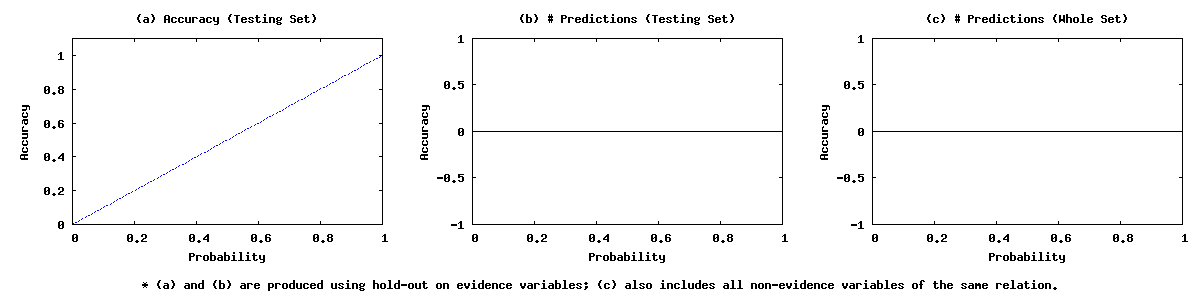 (a) Accuracy (Testing Set)
(b) # Predictions (Testing Set)
(c) # Predictions (Whole Set)
Accuracy
1
0.8
0.6
0.4
0.2
0
0 0.2 0.4 0.6 0.8 1
Probability
Accuracy
1
0.5
0
-0.5
-1
0 0.2 0.4 0.6 0.8 1
Probability
Accuracy
1
0.5
0
-0.5
-1
0 0.2 0.4 0.6 0.8 1
Probability
* (a) and (b) are produced using hold-out on evidence variables; (c) also includes all non-evidence variables of the same relation.